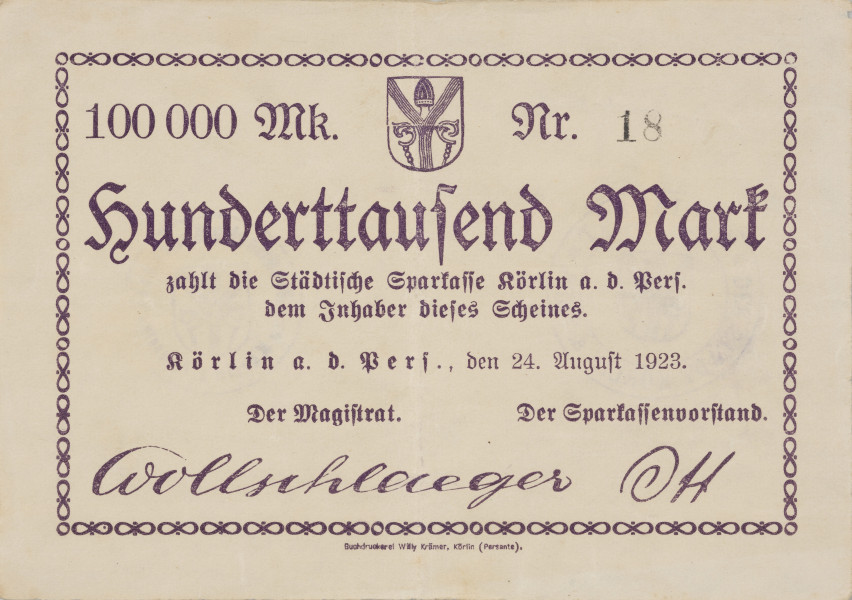 100 000 Mk.
Nr. 18
Hunderttausend Mark
zahlt die Städtische Sparkasse Körlin a. d. Pers.
dem Inhaber dieses Scheines.
Körlin a. d. Pers., den 24. August 1923.
Der Magistrat. Der Sparkassenvorstand.
Wollschlaeger Ott
Buchdruckerei Willy Krämer, Körlin (Persante).